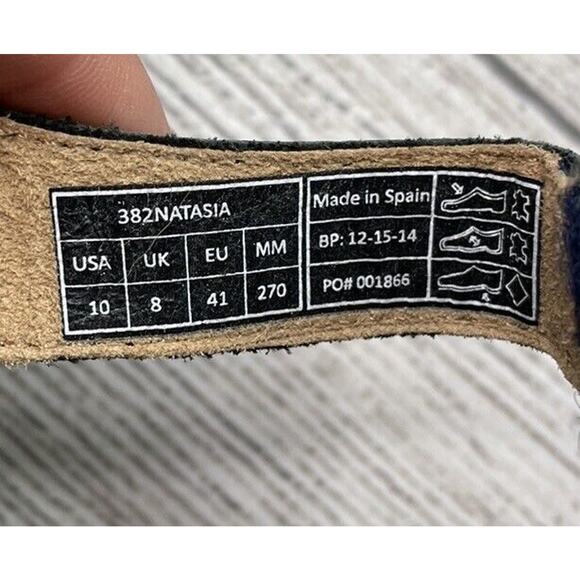 382NATASIA
USA UK EU MM
10 8 41 270
Made in Spain
BP: 12-15-14
PO# 001866